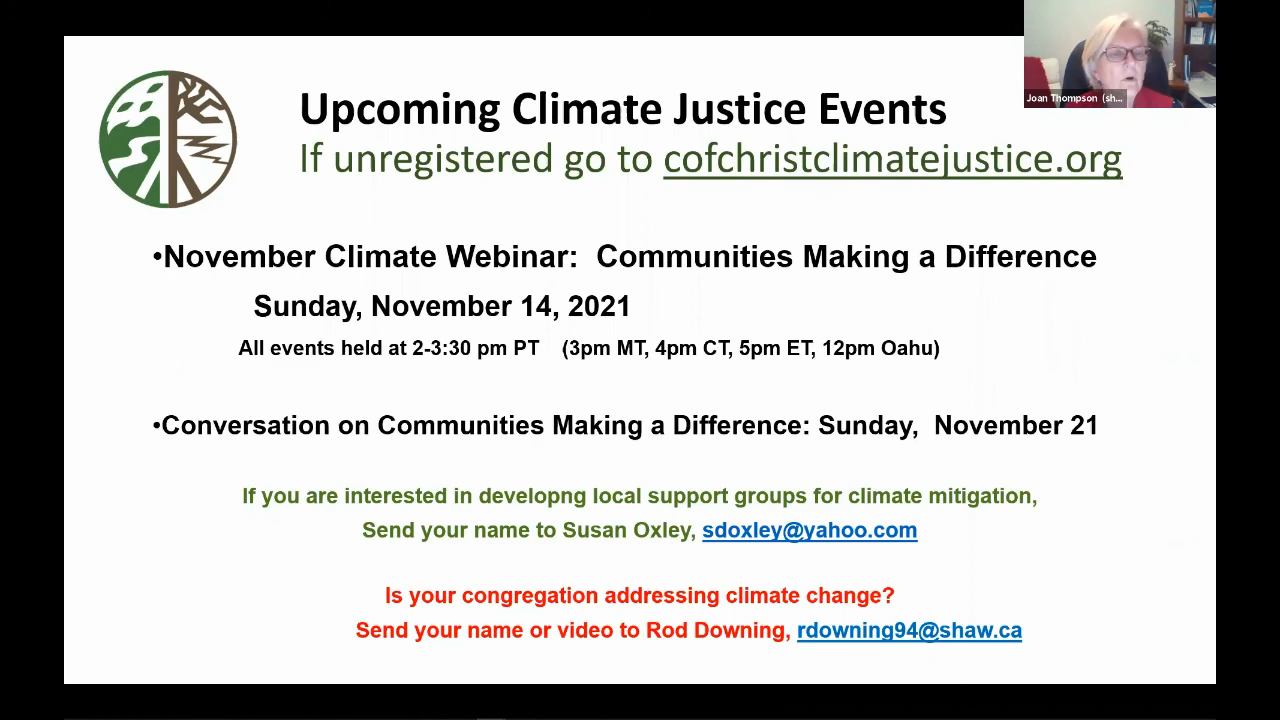 Joan Thompson (sh...
Upcoming Climate Justice Events
If unregistered go to cofchristclimatejustice.org
•November Climate Webinar: Communities Making a Difference
Sunday, November 14, 2021
All events held at 2-3:30 pm PT (3pm MT, 4pm CT, 5pm ET, 12pm Oahu)
•Conversation on Communities Making a Difference: Sunday, November 21
If you are interested in developng local support groups for climate mitigation,
Send your name to Susan Oxley, sdoxley@yahoo.com
Is your congregation addressing climate change?
Send your name or video to Rod Downing, rdowning94@shaw.ca